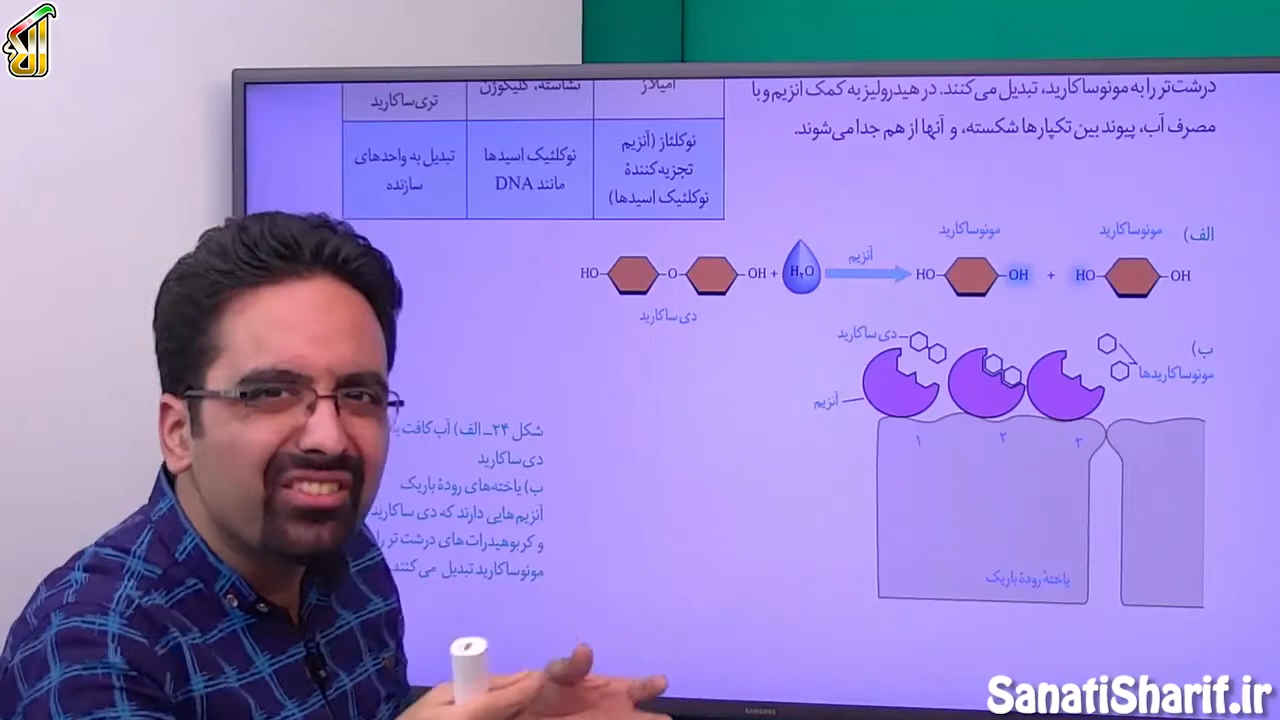 درشت‌تر را به مونوساکارید، تبدیل می‌کنند. در هیدرولیز به کمک آنزیم و با
مصرف آب، پیوند بین تکپارها شکسته، و آنها از هم جدا می‌شوند.
آمیلاز
نشاسته، گلیکوژن
تری‌ساکارید
نوکلئاز (آنزیم
تجزیه‌کنندهٔ
نوکلئیک اسیدها)
نوکلئیک اسیدها
مانند DNA
تبدیل به واحدهای
سازنده
الف)
مونوساکارید
مونوساکارید
HO
O
OH
+
H۲O
آنزیم
HO
OH
+
HO
OH
دی ساکارید
ب)
دی ساکارید
مونوساکاریدها
آنزیم
۱
۲
۳
یاختهٔ رودهٔ باریک
شکل ۲۴ــ الف) آب‌کافت
دی ساکارید
ب) یاخته‌های رودهٔ باریک
آنزیم هایی دارند که دی ساکارید
و کربوهیدرات‌های درشت تر را
مونوساکارید تبدیل می کنند.
SAMSUNG
SanatiSharif.ir